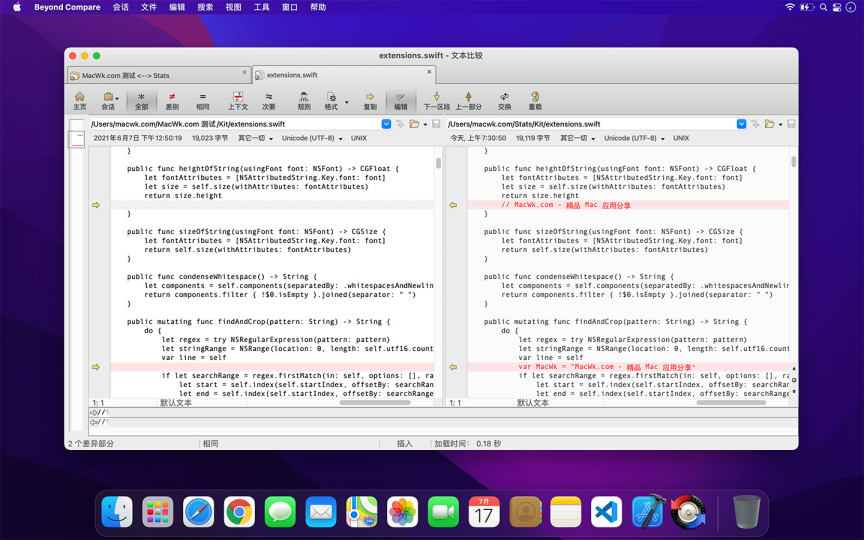 Beyond Compare 会话 文件 编辑 搜索 视图 工具 窗口 帮助
extensions.swift - 文本比较
MacWk.com 测试 <--> Stats
extensions.swift
主页 会话 全部 差别 相同 上下文 次要 规则 格式 复制 编辑 下一区段 上一部分 交换 重载
/Users/macwk.com/MacWk.com 测试/Kit/extensions.swift
/Users/macwk.com/Stats/Kit/extensions.swift
2021年6月7日 下午12:50:19 19,023 字节 其它一切 Unicode (UTF-8) UNIX
今天, 上午7:30:50 19,119 字节 其它一切 Unicode (UTF-8) UNIX
}
public func heightOfString(usingFont font: NSFont) -> CGFloat {
let fontAttributes = [NSAttributedString.Key.font: font]
let size = self.size(withAttributes: fontAttributes)
return size.height
}
public func sizeOfString(usingFont font: NSFont) -> CGSize {
let fontAttributes = [NSAttributedString.Key.font: font]
return self.size(withAttributes: fontAttributes)
}
public func condenseWhitespace() -> String {
let components = self.components(separatedBy: .whitespacesAndNewlin
return components.filter { !$0.isEmpty }.joined(separator: " ")
}
public mutating func findAndCrop(pattern: String) -> String {
do {
let regex = try NSRegularExpression(pattern: pattern)
let stringRange = NSRange(location: 0, length: self.utf16.count
var line = self
if let searchRange = regex.firstMatch(in: self, options: [], ra
let start = self.index(self.startIndex, offsetBy: searchRan
let end = self.index(self.startIndex, offsetBy: searchRange
1: 1 默认文本
}
public func heightOfString(usingFont font: NSFont) -> CGFloat {
let fontAttributes = [NSAttributedString.Key.font: font]
let size = self.size(withAttributes: fontAttributes)
return size.height
// MacWk.com - 精品 Mac 应用分享
}
public func sizeOfString(usingFont font: NSFont) -> CGSize {
let fontAttributes = [NSAttributedString.Key.font: font]
return self.size(withAttributes: fontAttributes)
}
public func condenseWhitespace() -> String {
let components = self.components(separatedBy: .whitespacesAndNewlin
return components.filter { !$0.isEmpty }.joined(separator: " ")
}
public mutating func findAndCrop(pattern: String) -> String {
do {
let regex = try NSRegularExpression(pattern: pattern)
let stringRange = NSRange(location: 0, length: self.utf16.count
var line = self
var MacWk = "MacWk.com - 精品 Mac 应用分享"
if let searchRange = regex.firstMatch(in: self, options: [], ra
let start = self.index(self.startIndex, offsetBy: searchRan
let end = self.index(self.startIndex, offsetBy: searchRange
1: 1 默认文本
//¶
//¶
2 个差异部分 相同 插入 加载时间： 0.18 秒
7月
17